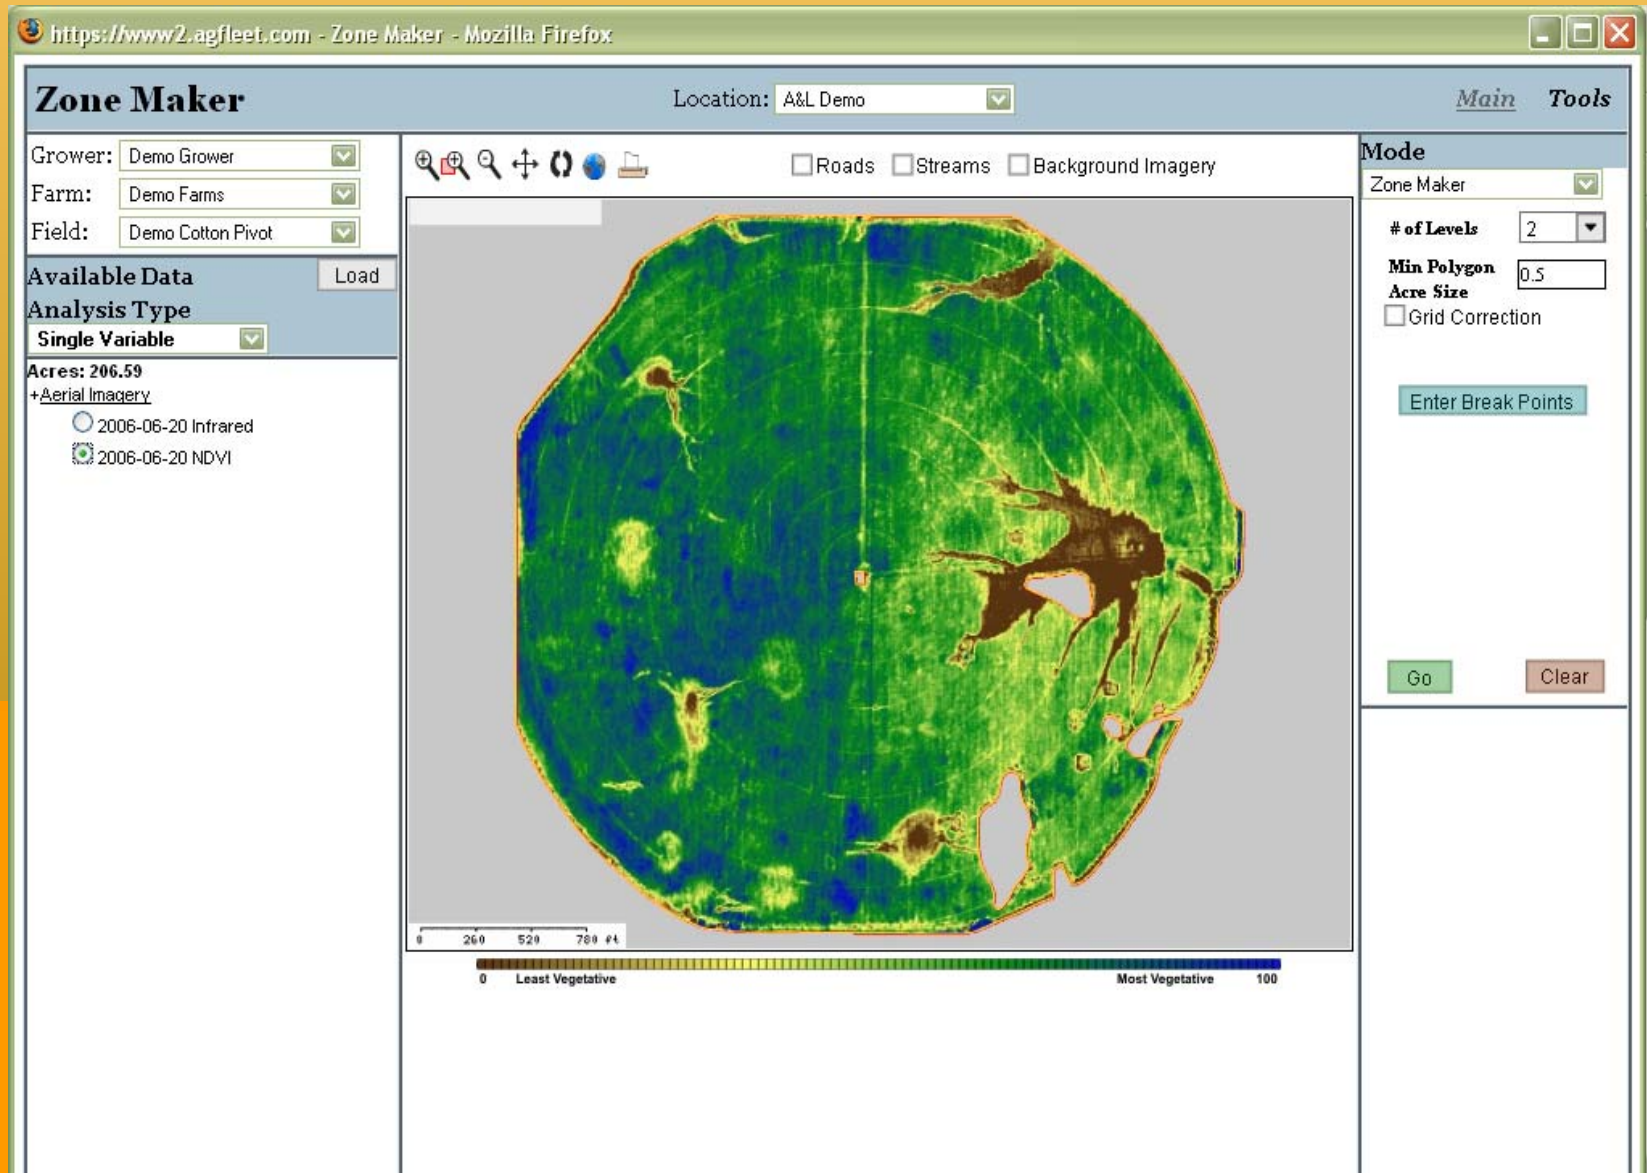 https://www2.agfleet.com - Zone Maker - Mozilla Firefox
Zone Maker
Location: A&L Demo
Main Tools
Grower: Demo Grower
Farm: Demo Farms
Field: Demo Cotton Pivot
Available Data Load
Analysis Type
Single Variable
Acres: 206.59
+Aerial Imagery
2006-06-20 Infrared
2006-06-20 NDVI
Roads Streams Background Imagery
0 260 520 780 ft
0 Least Vegetative Most Vegetative 100
Mode
Zone Maker
# of Levels 2
Min Polygon
Acre Size 0.5
Grid Correction
Enter Break Points
Go Clear